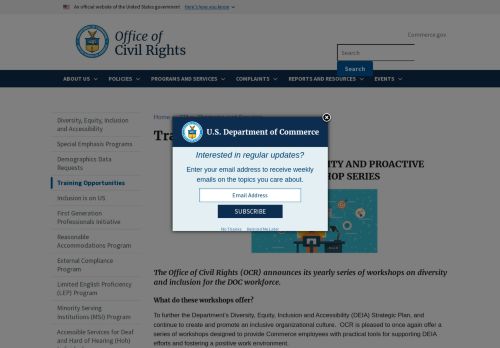 An official website of the United States government Here's how you know
Office of
Civil Rights
Commerce.gov
Search
Search
ABOUT US
POLICIES
PROGRAMS AND SERVICES
COMPLAINTS
REPORTS AND RESOURCES
EVENTS
Diversity, Equity, Inclusion
and Accessibility
Special Emphasis Programs
Demographics Data
Requests
Training Opportunities
Inclusion is on US
First Generation
Professionals Initiative
Reasonable
Accommodations Program
External Compliance
Program
Limited English Proficiency
(LEP) Program
Minority Serving
Institutions (MSI) Program
Accessible Services for Deaf
and Hard of Hearing (HoH)
Home
U.S. Department of Commerce
Interested in regular updates?
Enter your email address to receive weekly
emails on the topics you care about.
Email Address
SUBSCRIBE
No Thanks Remind Me Later
AND PROACTIVE
SERIES
The Office of Civil Rights (OCR) announces its yearly series of workshops on diversity
and inclusion for the DOC workforce.
What do these workshops offer?
To further the Department's Diversity, Equity, Inclusion and Accessibility (DEIA) Strategic Plan, and
continue to create and promote an inclusive organizational culture. OCR is pleased to once again offer a
series of workshops designed to provide Commerce employees with practical tools for supporting DEIA
efforts and fostering a positive work environment.